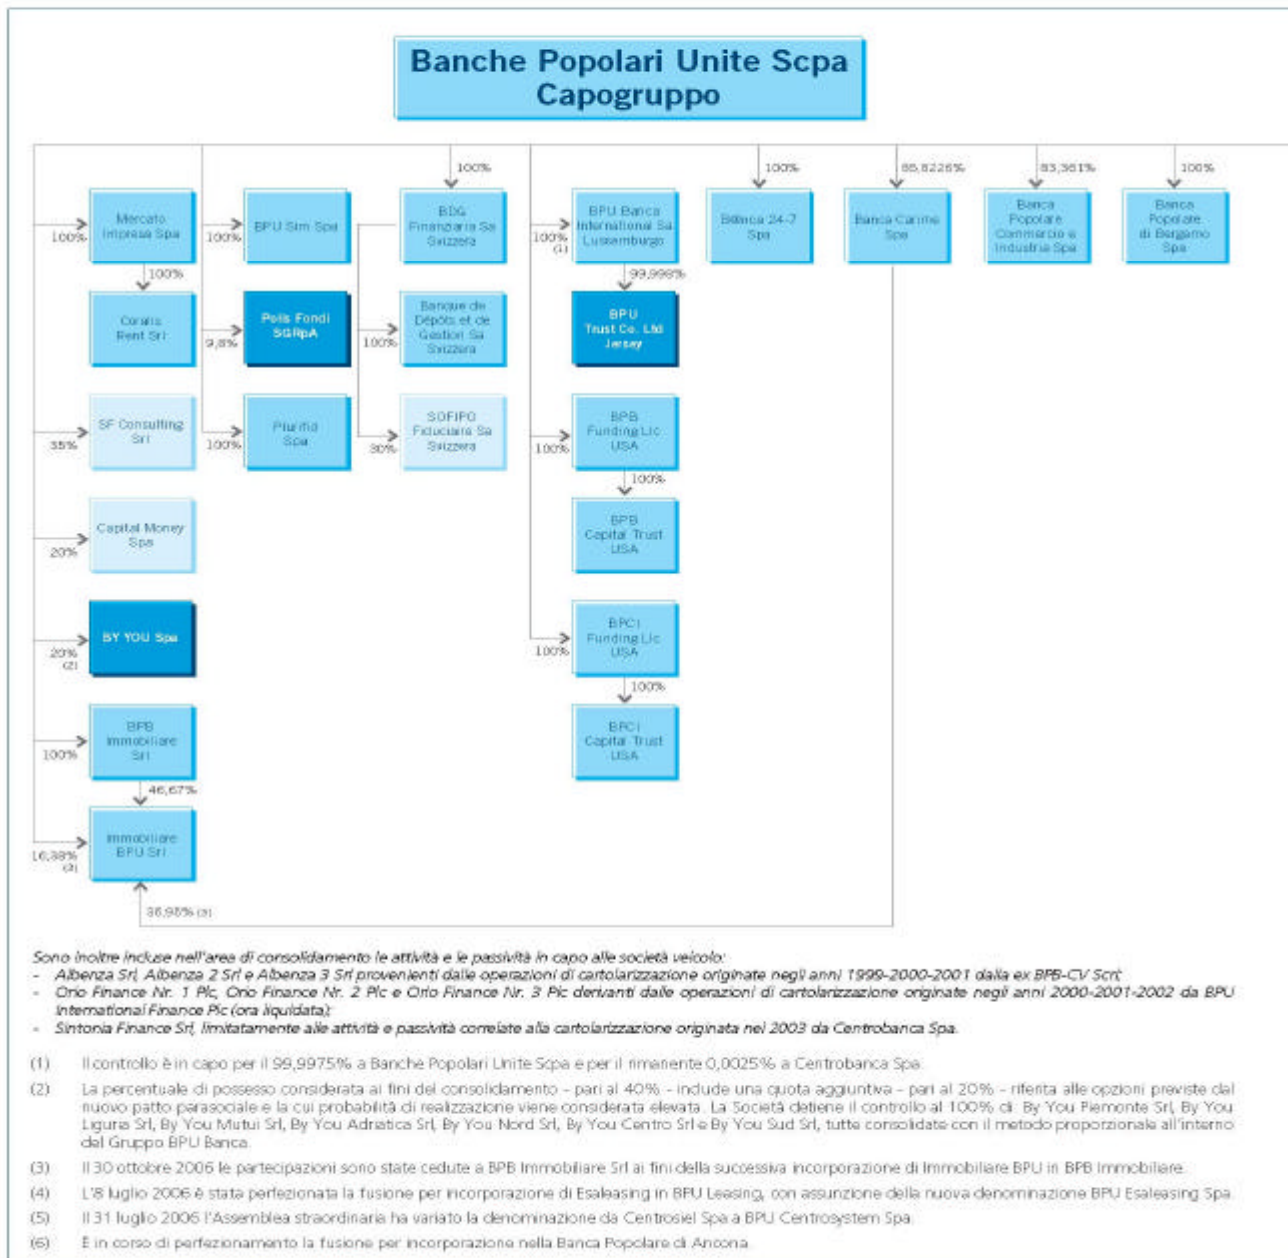 Banche Popolari Unite Scpa
Capogruppo
100%
100%
85,8226%
83,361%
100%
Mercato
Impresa Spa
100%
BPU Sim Spa
100%
BDG
Finanziaria Sa
Svizzera
BPU Banca
International Sa
Lussemburgo
100%
(1)
Banca 24-7
Spa
Banca Carime
Spa
Banca
Popolare
Commercio e
Industria Spa
Banca
Popolare
di Bergamo
Spa
100%
99,998%
Coralis
Rent Srl
Polis Fondi
SGRpA
9,8%
Banque de
Dépôts et de
Gestion Sa
Svizzera
100%
BPU
Trust Co. Ltd
Jersey
SF Consulting
Srl
35%
Plurifid
Spa
100%
SOFIPO
Fiduciaire Sa
Svizzera
30%
BPB
Funding Llc
USA
100%
100%
Capital Money
Spa
20%
BPB
Capital Trust
USA
BY YOU Spa
20%
(2)
BPCI
Funding Llc
USA
100%
100%
BPB
Immobiliare
Srl
100%
BPCI
Capital Trust
USA
46,67%
Immobiliare
BPU Srl
16,38%
(3)
36,95% (3)
Sono inoltre incluse nell'area di consolidamento le attività e le passività in capo alle società veicolo:
- Albenza Srl, Albenza 2 Srl e Albenza 3 Srl provenienti dalle operazioni di cartolarizzazione originate negli anni 1999-2000-2001 dalla ex BPB-CV Scrl;
- Orio Finance Nr. 1 Plc, Orio Finance Nr. 2 Plc e Orio Finance Nr. 3 Plc derivanti dalle operazioni di cartolarizzazione originate negli anni 2000-2001-2002 da BPU
International Finance Plc (ora liquidata);
- Sintonia Finance Srl, limitatamente alle attività e passività correlate alla cartolarizzazione originata nel 2003 da Centrobanca Spa.
(1) Il controllo è in capo per il 99,9975% a Banche Popolari Unite Scpa e per il rimanente 0,0025% a Centrobanca Spa.
(2) La percentuale di possesso considerata ai fini del consolidamento - pari al 40% - include una quota aggiuntiva - pari al 20% - riferita alle opzioni previste dal
nuovo patto parasociale e la cui probabilità di realizzazione viene considerata elevata. La Società detiene il controllo al 100% di: By You Piemonte Srl, By You
Liguria Srl, By You Mutui Srl, By You Adriatica Srl, By You Nord Srl, By You Centro Srl e By You Sud Srl, tutte consolidate con il metodo proporzionale all'interno
del Gruppo BPU Banca.
(3) Il 30 ottobre 2006 le partecipazioni sono state cedute a BPB Immobiliare Srl ai fini della successiva incorporazione di Immobiliare BPU in BPB Immobiliare.
(4) L'8 luglio 2006 è stata perfezionata la fusione per incorporazione di Esaleasing in BPU Leasing, con assunzione della nuova denominazione BPU Esaleasing Spa.
(5) Il 31 luglio 2006 l'Assemblea straordinaria ha variato la denominazione da Centrosiel Spa a BPU Centrosystem Spa.
(6) È in corso di perfezionamento la fusione per incorporazione nella Banca Popolare di Ancona.